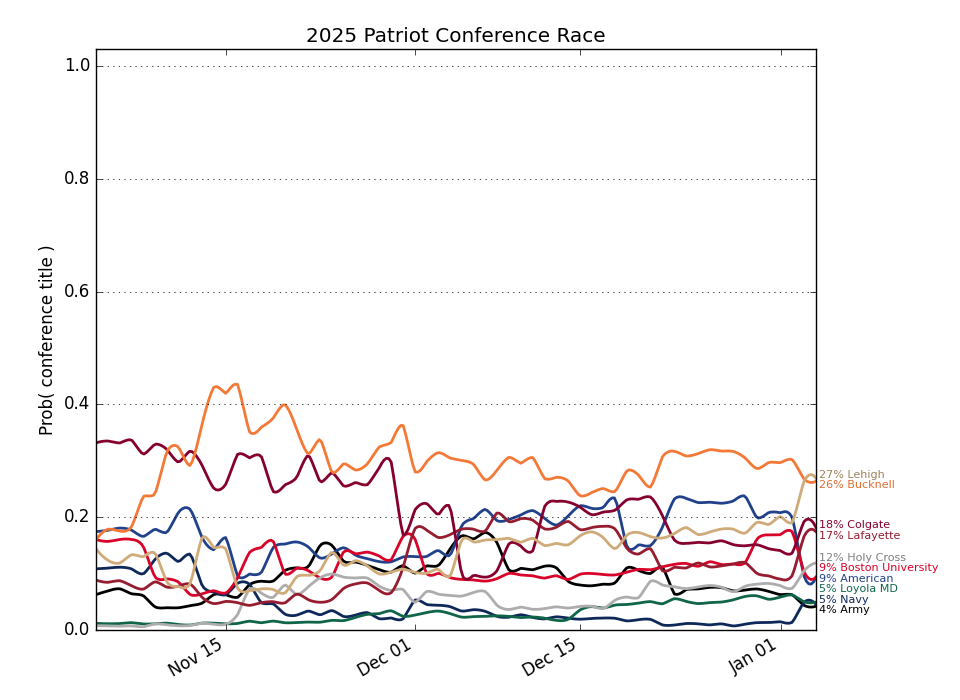 2025 Patriot Conference Race
Prob( conference title )
1.0
0.8
0.6
0.4
0.2
0.0
Nov 15
Dec 01
Dec 15
Jan 01
27% Lehigh
26% Bucknell
18% Colgate
17% Lafayette
12% Holy Cross
9% Boston University
9% American
5% Loyola MD
5% Navy
4% Army